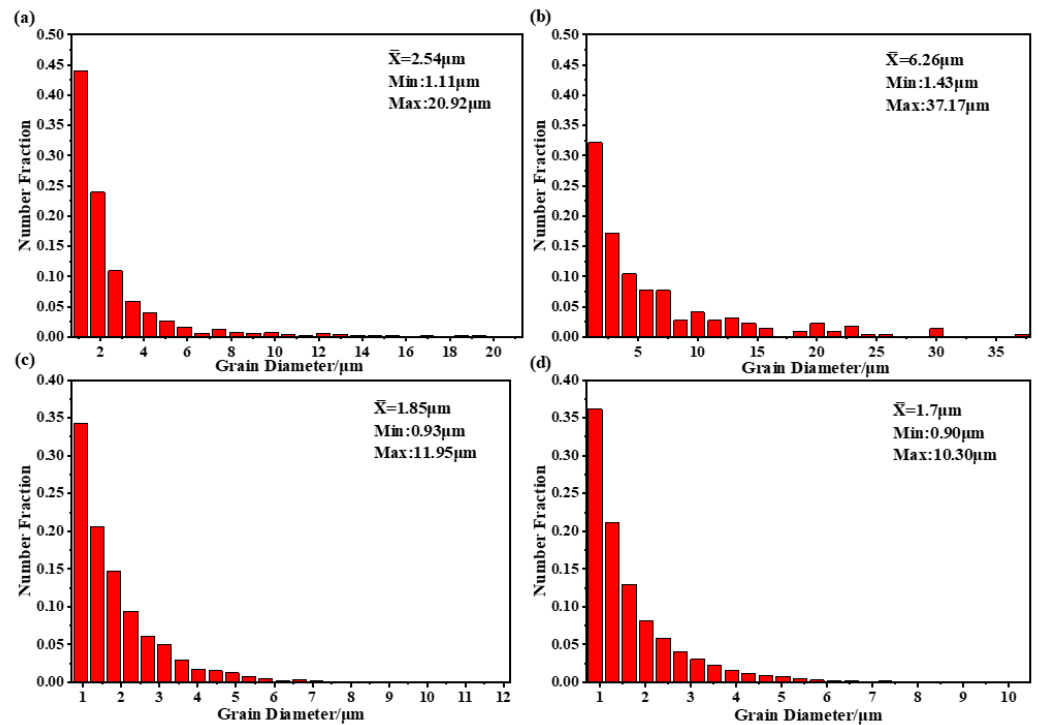 (a)
0.50
0.45
0.40
0.35
0.30
0.25
0.20
0.15
0.10
0.05
0.00
Number Fraction
X̅=2.54μm
Min:1.11μm
Max:20.92μm
2 4 6 8 10 12 14 16 18 20
Grain Diameter/μm
(b)
0.50
0.45
0.40
0.35
0.30
0.25
0.20
0.15
0.10
0.05
0.00
Number Fraction
X̅=6.26μm
Min:1.43μm
Max:37.17μm
5 10 15 20 25 30 35
Grain Diameter/μm
(c)
0.40
0.35
0.30
0.25
0.20
0.15
0.10
0.05
0.00
Number Fraction
X̅=1.85μm
Min:0.93μm
Max:11.95μm
1 2 3 4 5 6 7 8 9 10 11 12
Grain Diameter/μm
(d)
0.40
0.35
0.30
0.25
0.20
0.15
0.10
0.05
0.00
Number Fraction
X̅=1.7μm
Min:0.90μm
Max:10.30μm
1 2 3 4 5 6 7 8 9 10
Grain Diameter/μm